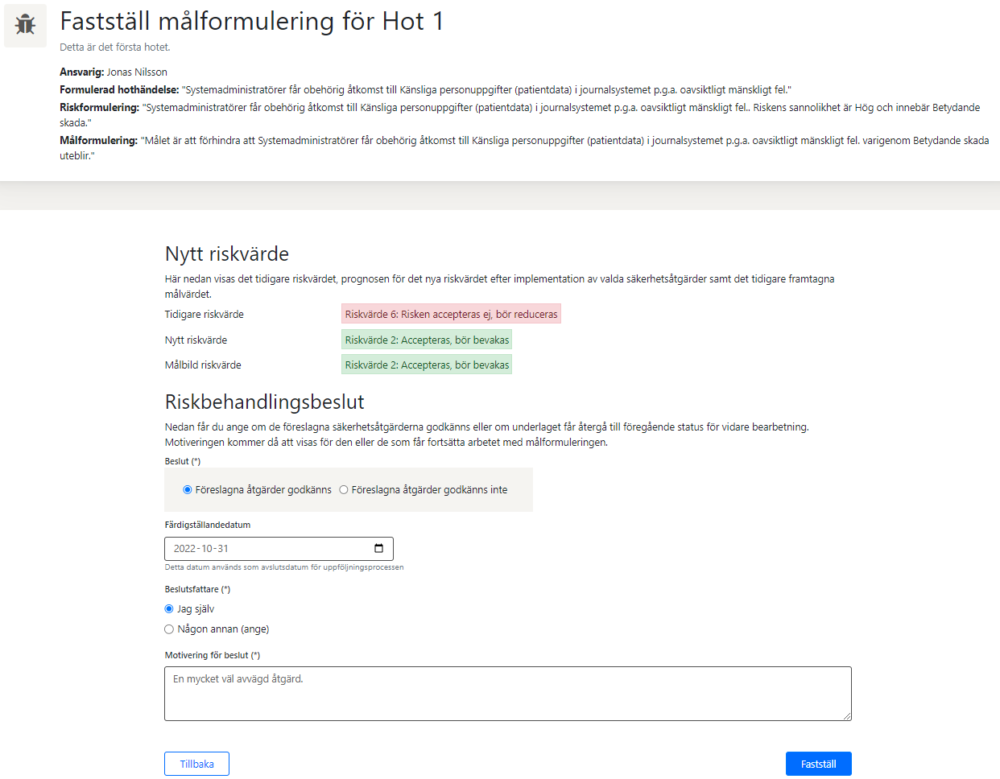 Fastställ målformulering för Hot 1
Detta är det första hotet.
Ansvarig: Jonas Nilsson
Formulerad hothändelse: "Systemadministratörer får obehörig åtkomst till Känsliga personuppgifter (patientdata) i journalsystemet p.g.a. oavsiktligt mänskligt fel."
Riskformulering: "Systemadministratörer får obehörig åtkomst till Känsliga personuppgifter (patientdata) i journalsystemet p.g.a. oavsiktligt mänskligt fel.. Riskens sannolikhet är Hög och innebär Betydande
skada."
Målformulering: "Målet är att förhindra att Systemadministratörer får obehörig åtkomst till Känsliga personuppgifter (patientdata) i journalsystemet p.g.a. oavsiktligt mänskligt fel. varigenom Betydande skada
uteblir."
Nytt riskvärde
Här nedan visas det tidigare riskvärdet, prognosen för det nya riskvärdet efter implementation av valda säkerhetsåtgärder samt det tidigare framtagna
målvärdet.
Tidigare riskvärde Riskvärde 6: Risken accepteras ej, bör reduceras
Nytt riskvärde Riskvärde 2: Accepteras, bör bevakas
Målbild riskvärde Riskvärde 2: Accepteras, bör bevakas
Riskbehandlingsbeslut
Nedan får du ange om de föreslagna säkerhetsåtgärderna godkänns eller om underlaget får återgå till föregående status för vidare bearbetning.
Motiveringen kommer då att visas för den eller de som får fortsätta arbetet med målformuleringen.
Beslut (*)
Föreslagna åtgärder godkänns Föreslagna åtgärder godkänns inte
Färdigställandedatum
2022-10-31
Detta datum används som avslutsdatum för uppföljningsprocessen
Beslutsfattare (*)
Jag själv
Någon annan (ange)
Motivering för beslut (*)
En mycket väl avvägd åtgärd.
Tillbaka Fastställ